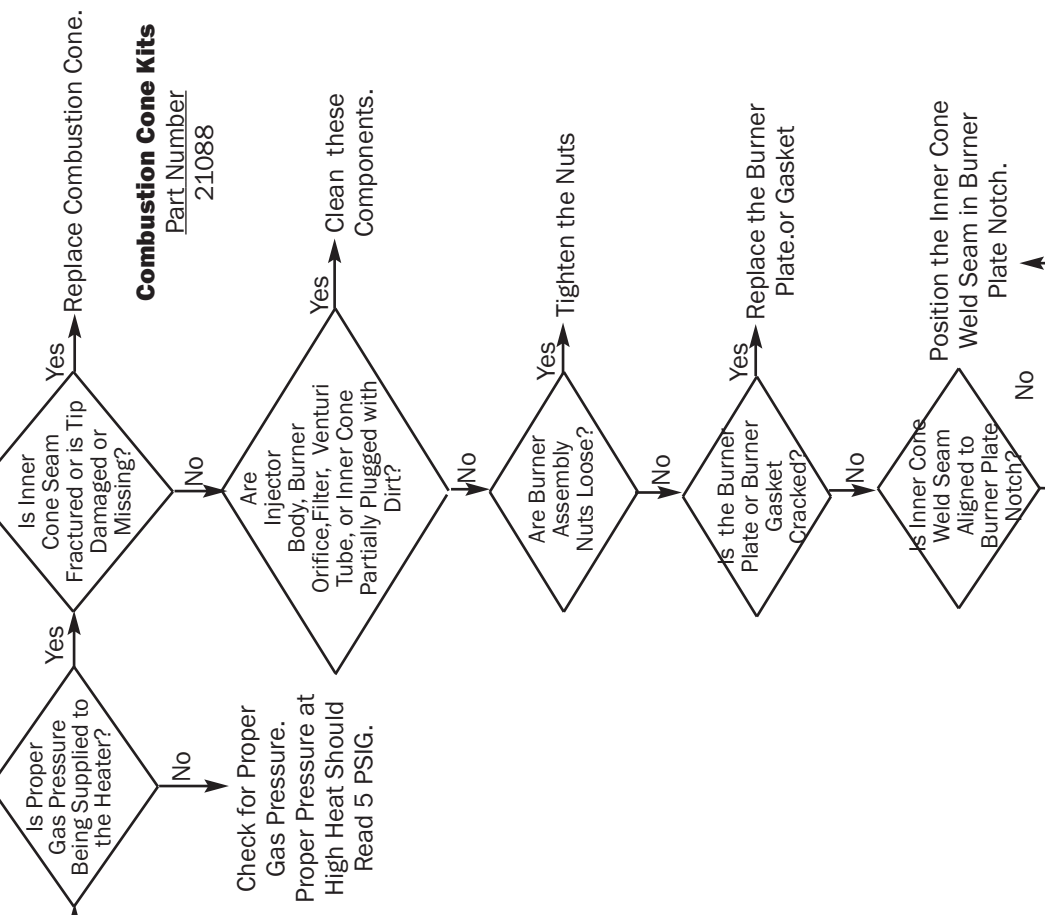 Is Proper
Gas Pressure
Being Supplied to
the Heater?
Yes
No
Check for Proper
Gas Pressure.
Proper Pressure at
High Heat Should
Read 5 PSIG.
Is Inner
Cone Seam
Fractured or is Tip
Damaged or
Missing?
Yes
Replace Combustion Cone.
Combustion Cone Kits
Part Number
21088
No
Are
Injector
Body, Burner
Orifice,Filter, Venturi
Tube, or Inner Cone
Partially Plugged with
Dirt?
Yes
Clean these
Components.
No
Are Burner
Assembly
Nuts Loose?
Yes
Tighten the Nuts
No
Is the Burner
Plate or Burner
Gasket
Cracked?
Yes
Replace the Burner
Plate.or Gasket
No
Is Inner Cone
Weld Seam
Aligned to
Burner Plate
Notch?
No
Position the Inner Cone
Weld Seam in Burner
Plate Notch.